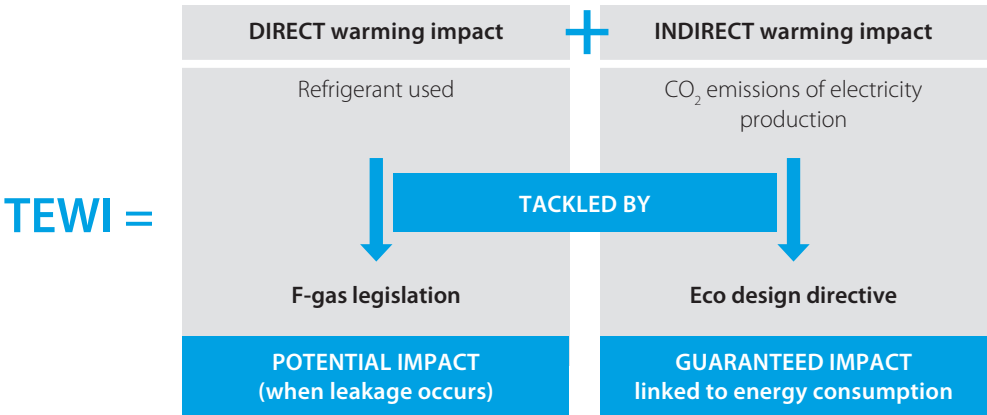 TEWI =
DIRECT warming impact
+
INDIRECT warming impact
Refrigerant used
CO₂ emissions of electricity
production
TACKLED BY
F-gas legislation
Eco design directive
POTENTIAL IMPACT
(when leakage occurs)
GUARANTEED IMPACT
linked to energy consumption